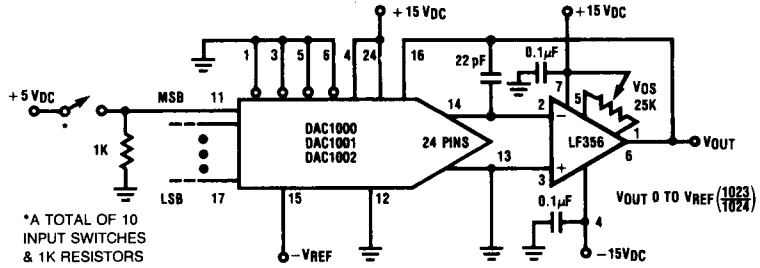 +15 VDC
+15 VDC
1 3 5 6 4 24 16
22 pF
0.1μF
7
VOS
25K
5
+5 VDC
*
MSB 11
14
2 −
1
DAC1000
DAC1001
DAC1002
24 PINS
LF356
6
VOUT
1K
13
+
3
LSB 17
15
12
0.1μF
4
VOUT 0 TO VREF (1023/1024)
*A TOTAL OF 10
INPUT SWITCHES
& 1K RESISTORS
−VREF
−15VDC